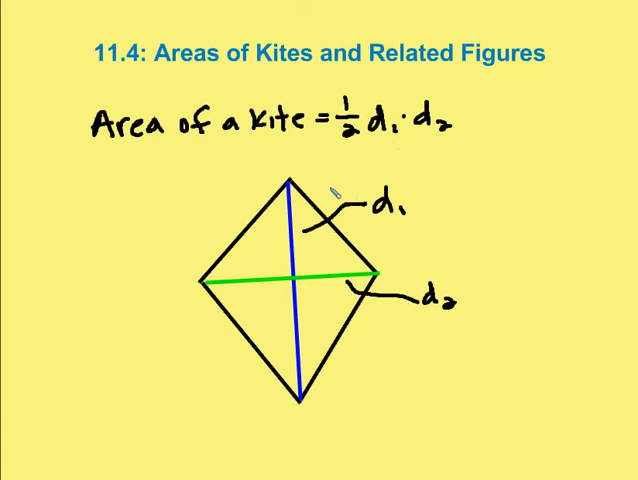 11.4: Areas of Kites and Related Figures
Area of a kite = 1/2 d₁ · d₂
d₁
d₂